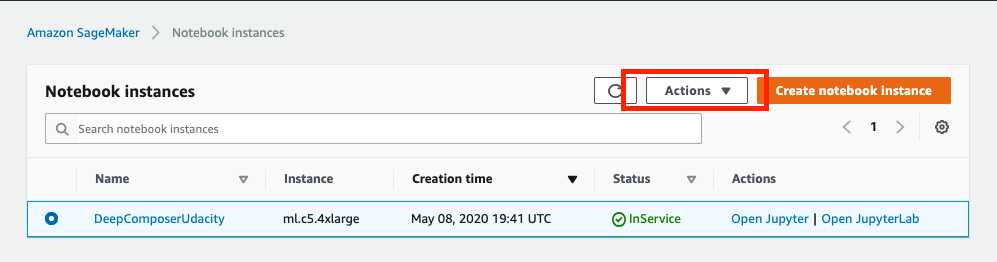 Amazon SageMaker > Notebook instances
Notebook instances
Actions ▼
Create notebook instance
Search notebook instances
< 1 >
Name Instance Creation time Status Actions
DeepComposerUdacity ml.c5.4xlarge May 08, 2020 19:41 UTC InService Open Jupyter | Open JupyterLab